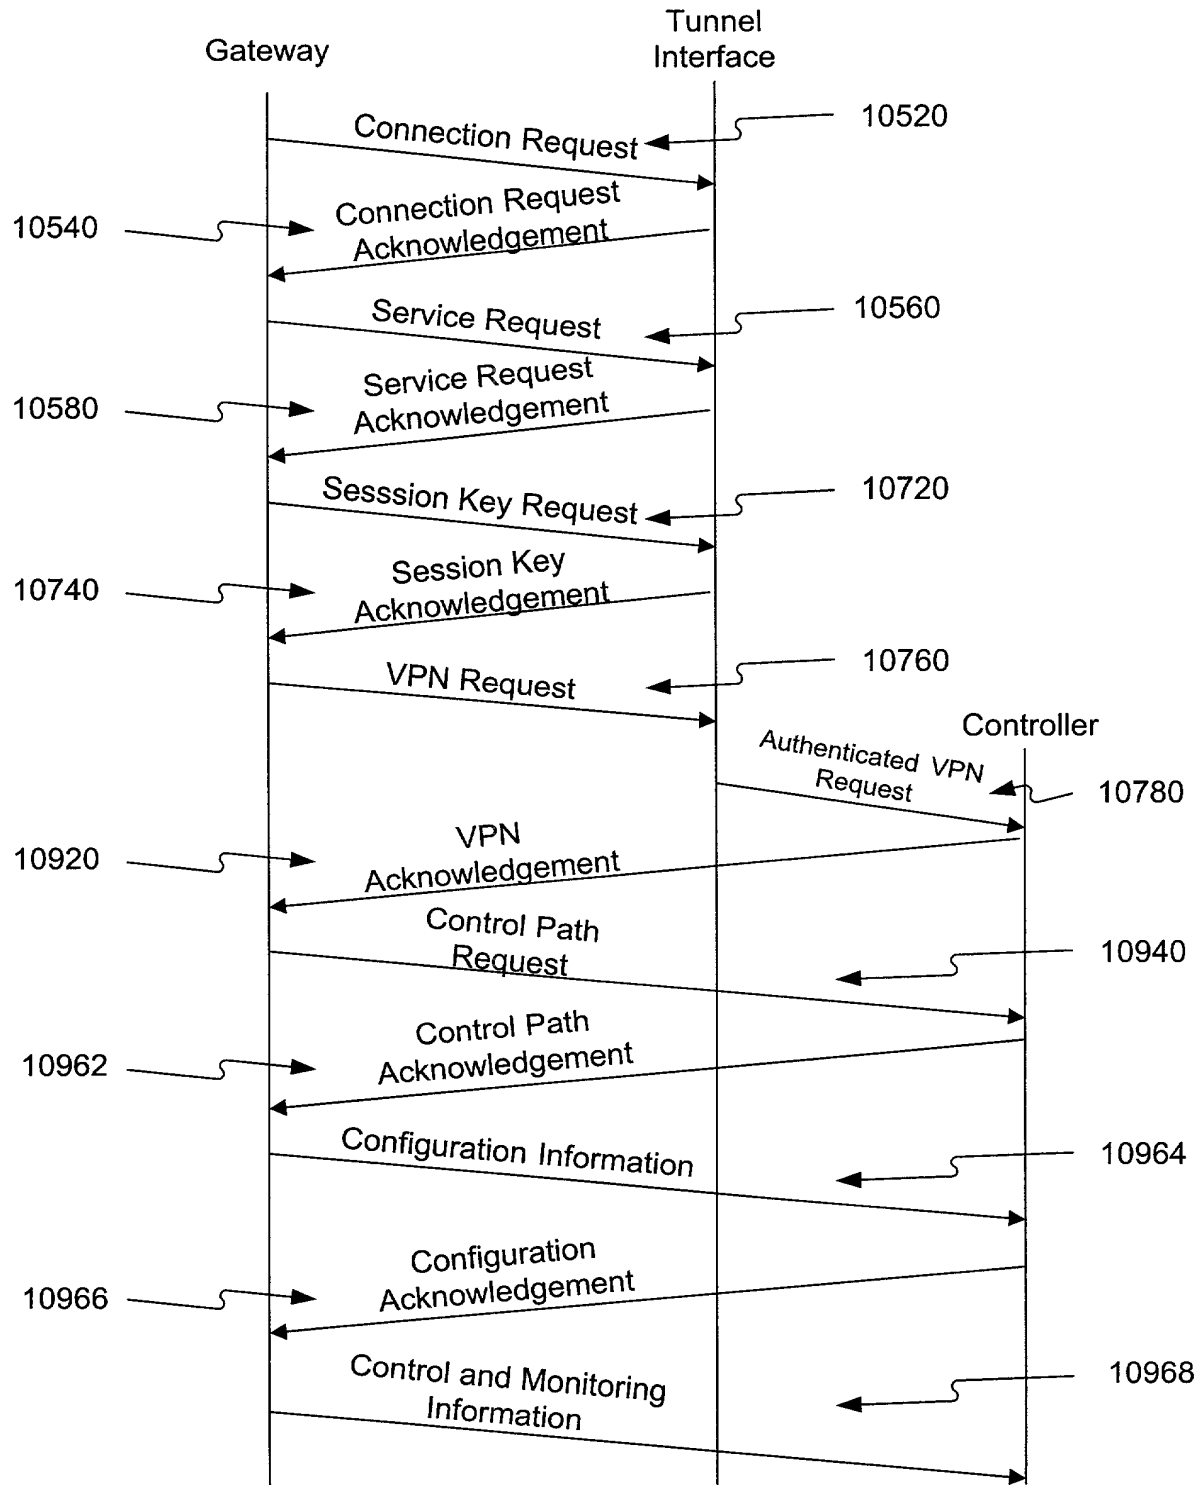 Gateway
Tunnel
Interface
Connection Request
10520
Connection Request
Acknowledgement
10540
Service Request
10560
Service Request
Acknowledgement
10580
Sesssion Key Request
10720
Session Key
Acknowledgement
10740
VPN Request
10760
Controller
Authenticated VPN
Request
10780
VPN
Acknowledgement
10920
Control Path
Request
10940
Control Path
Acknowledgement
10962
Configuration Information
10964
Configuration
Acknowledgement
10966
Control and Monitoring
Information
10968